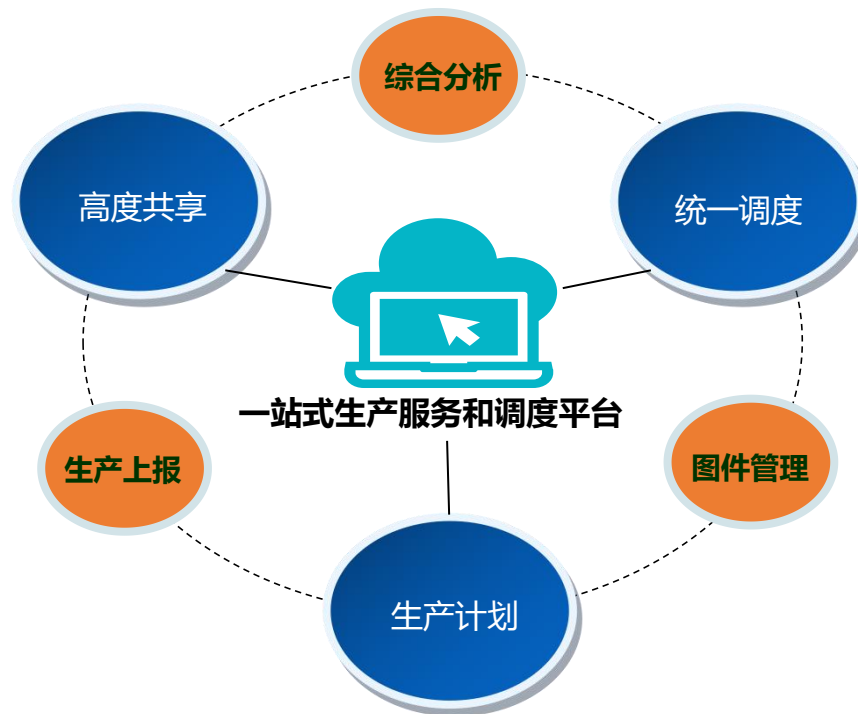 综合分析
高度共享
统一调度
一站式生产服务和调度平台
生产上报
图件管理
生产计划